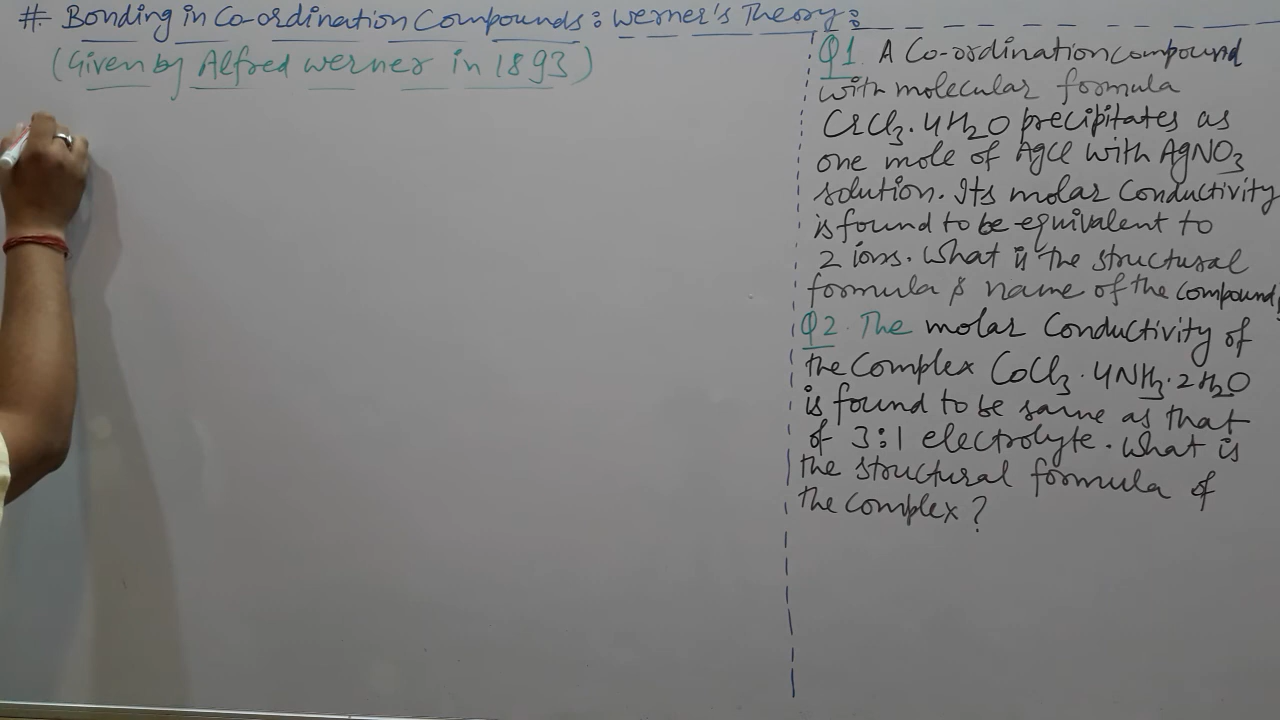 # Bonding in Co-ordination Compounds: Werner's Theory:
(Given by Alfred Werner in 1893)
Q1. A Co-ordination compound
with molecular formula
CrCl3.4H2O precipitates as
one mole of AgCl with AgNO3
solution. Its molar Conductivity
is found to be equivalent to
2 ions. What is the structural
formula & name of the compound,
Q2. The molar Conductivity of
the Complex CoCl3.4NH3.2H2O
is found to be same as that
of 3:1 electrolyte. What is
the structural formula of
the complex?